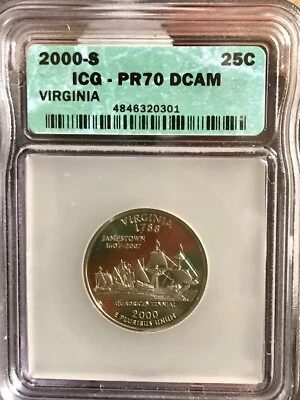 2000-S 25C
ICG - PR70 DCAM
VIRGINIA
4846320301
VIRGINIA
1788
JAMESTOWN
1607-2007
QUADRICENTENNIAL
2000
E PLURIBUS UNUM